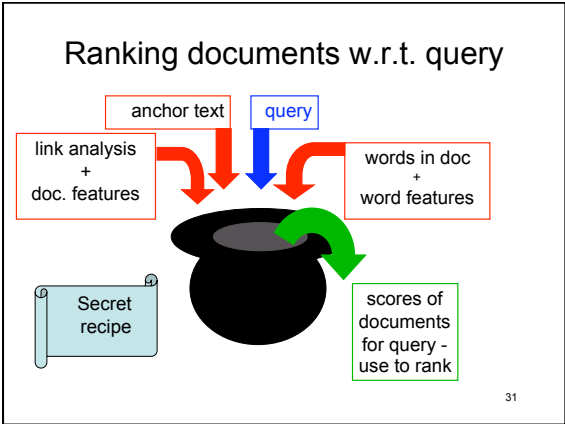 Ranking documents w.r.t. query
anchor text
query
link analysis
+
doc. features
words in doc
+
word features
Secret
recipe
scores of
documents
for query -
use to rank
31